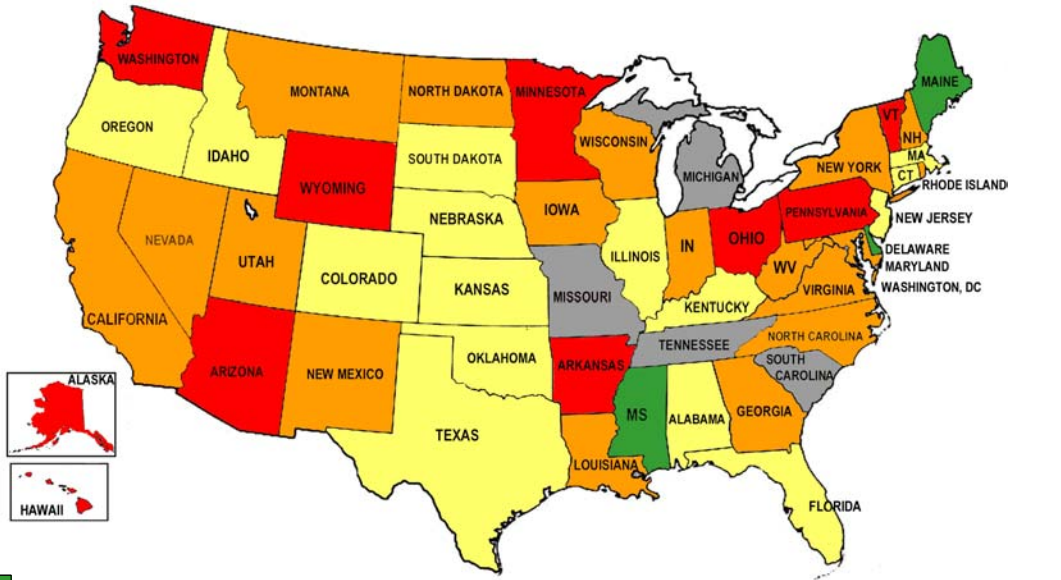 WASHINGTON
MONTANA
NORTH DAKOTA
MINNESOTA
MAINE
VT
NH
OREGON
IDAHO
SOUTH DAKOTA
WISCONSIN
MICHIGAN
NEW YORK
MA
CT
RHODE ISLAND
WYOMING
NEBRASKA
IOWA
PENNSYLVANIA
NEW JERSEY
NEVADA
UTAH
COLORADO
KANSAS
ILLINOIS
IN
OHIO
DELAWARE
MARYLAND
WASHINGTON, DC
WV
VIRGINIA
MISSOURI
KENTUCKY
CALIFORNIA
NORTH CAROLINA
TENNESSEE
SOUTH
CAROLINA
OKLAHOMA
ARKANSAS
ARIZONA
NEW MEXICO
ALASKA
TEXAS
MS
ALABAMA
GEORGIA
LOUISIANA
FLORIDA
HAWAII